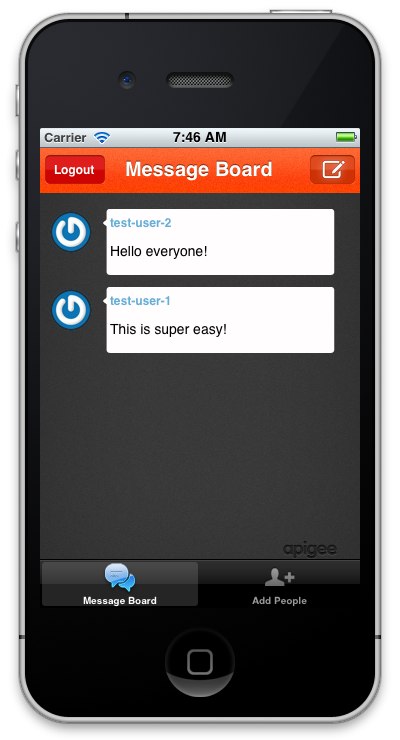 Carrier 7:46 AM
Logout Message Board
test-user-2
Hello everyone!
test-user-1
This is super easy!
apigee
Message Board Add People